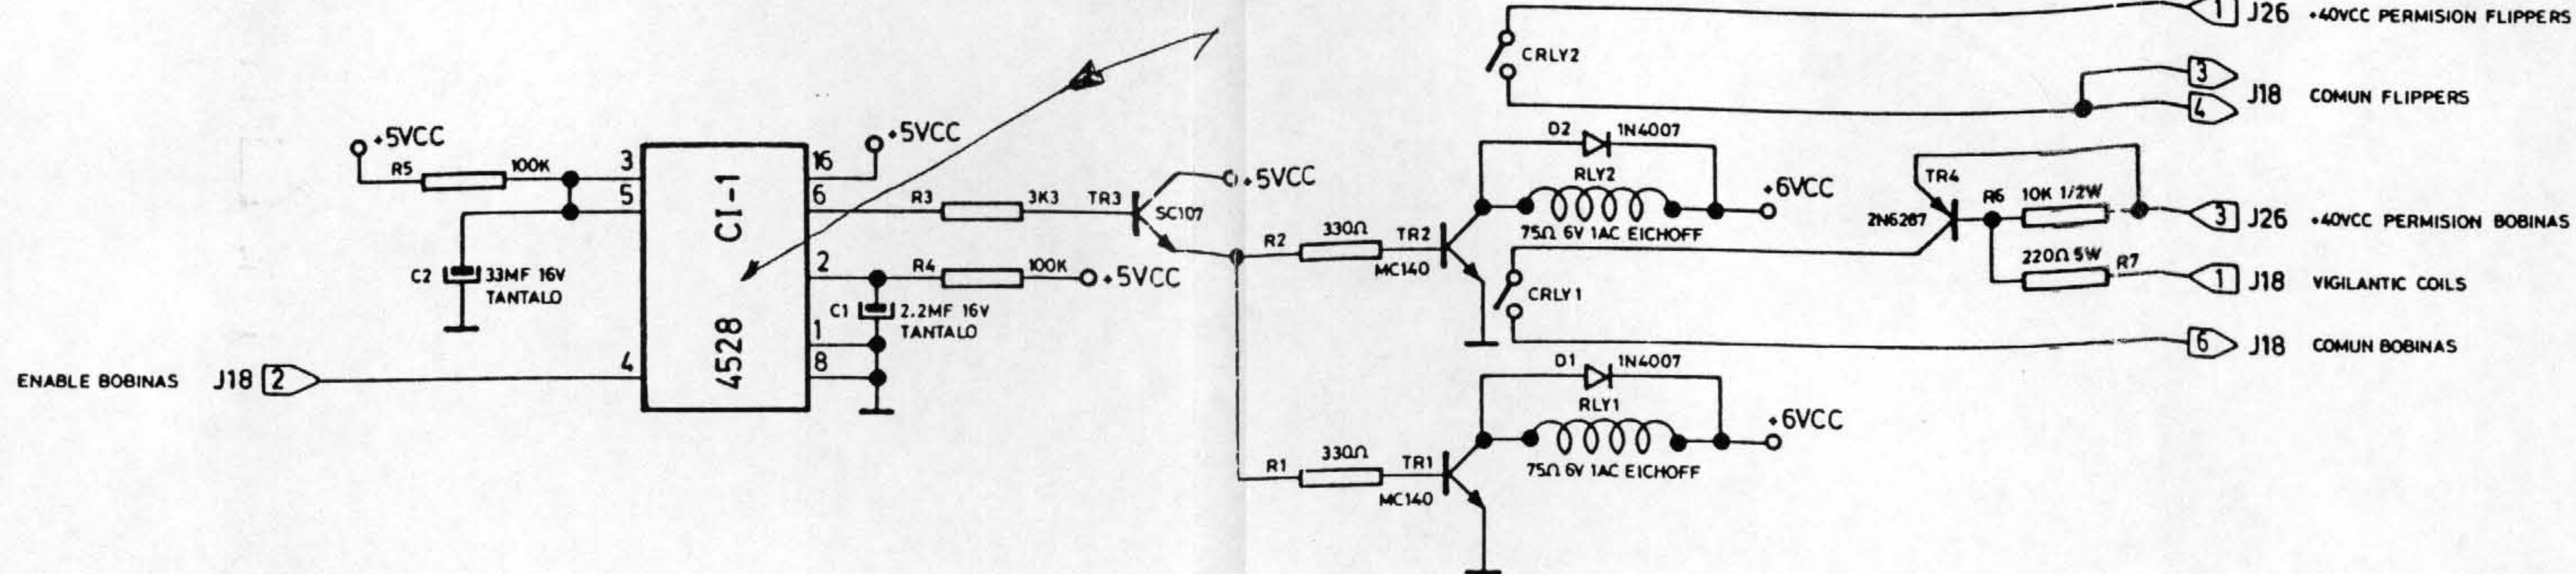 1 J26 +40VCC PERMISION FLIPPERS
CRLY2
3
J18 COMUN FLIPPERS
4
+5VCC
R5 100K
3
5
C2 33MF 16V
TANTALO
ENABLE BOBINAS J18 2
4
CI-1
4528
16
+5VCC
6
R3 3K3 TR3
SC107
+5VCC
2
R4 100K
+5VCC
C1 2.2MF 16V
TANTALO
1
8
R2 330Ω TR2
MC140
D2 1N4007
RLY2
+6VCC
75Ω 6V 1AC EICHOFF
CRLY1
TR4
2N6287
R6 10K 1/2W
3 J26 +40VCC PERMISION BOBINAS
220Ω 5W R7
1 J18 VIGILANTIC COILS
6 J18 COMUN BOBINAS
D1 1N4007
RLY1
+6VCC
75Ω 6V 1AC EICHOFF
R1 330Ω TR1
MC140